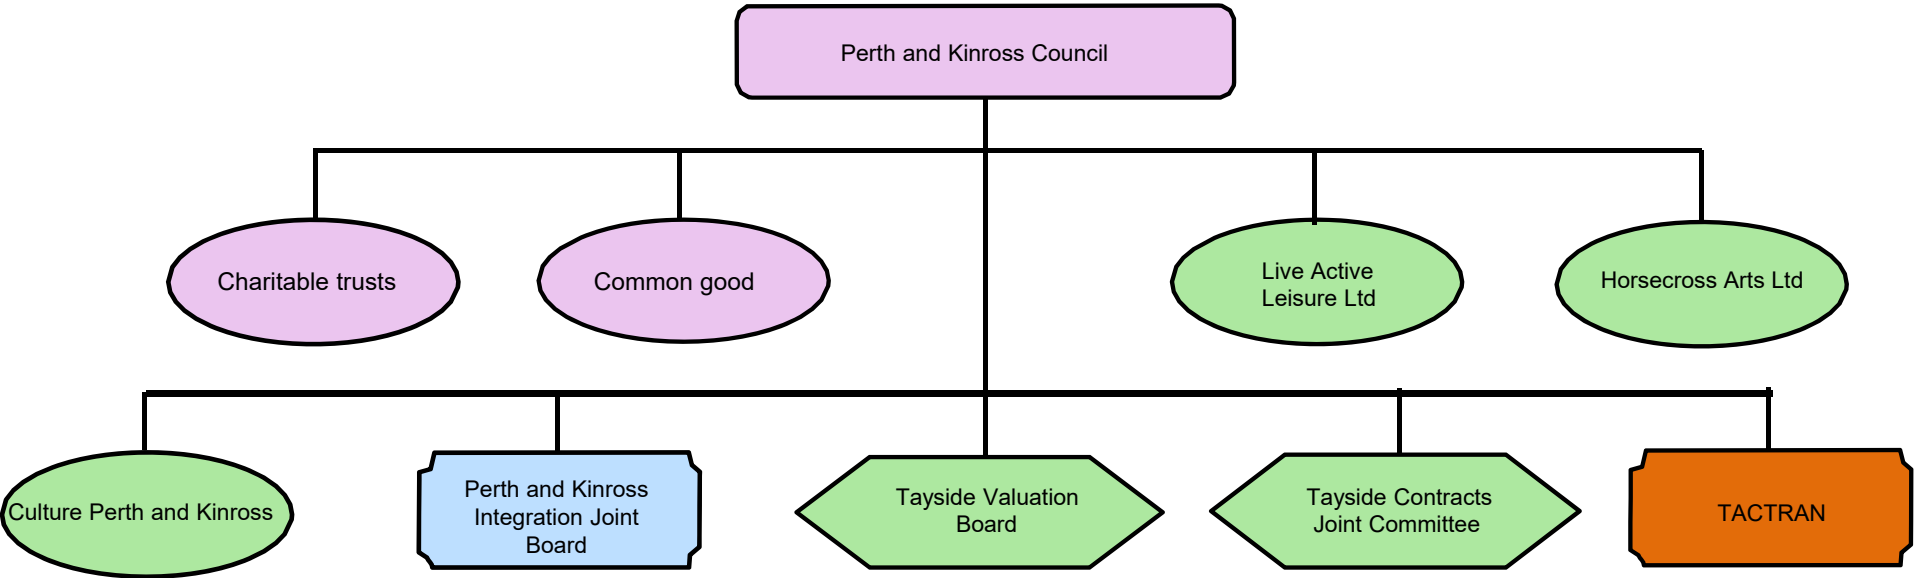 Perth and Kinross Council
Charitable trusts
Common good
Live Active
Leisure Ltd
Horsecross Arts Ltd
Culture Perth and Kinross
Perth and Kinross
Integration Joint
Board
Tayside Valuation
Board
Tayside Contracts
Joint Committee
TACTRAN